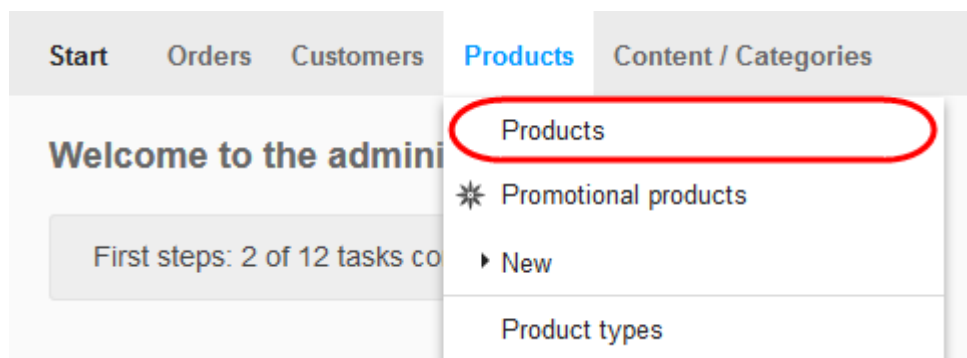 Start Orders Customers Products Content / Categories
Products
Welcome to the admini
Promotional products
First steps: 2 of 12 tasks co
New
Product types